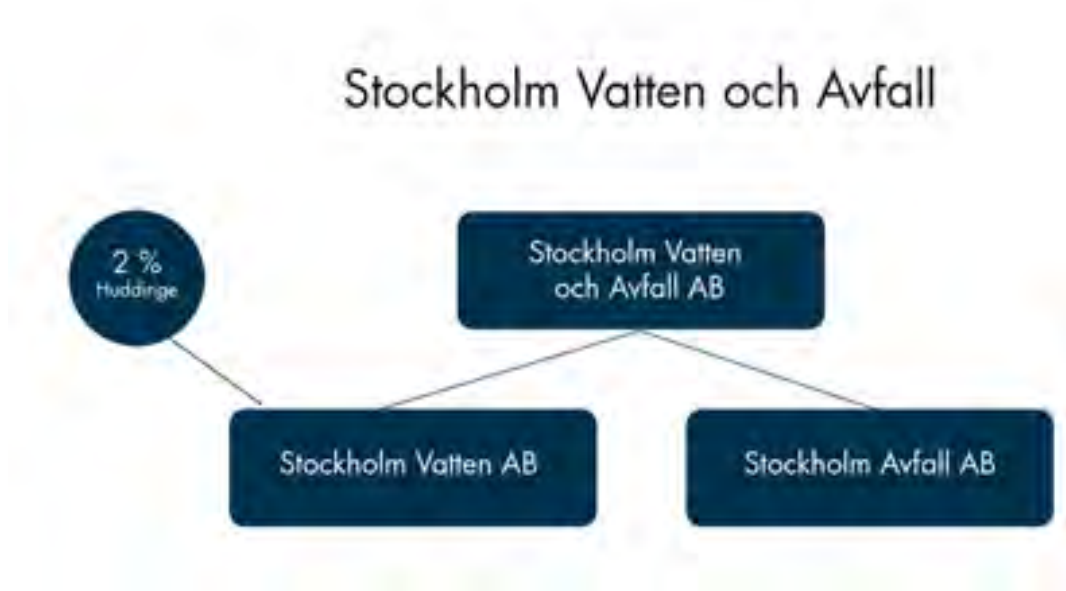 Stockholm Vatten och Avfall
2 %
Huddinge
Stockholm Vatten
och Avfall AB
Stockholm Vatten AB
Stockholm Avfall AB